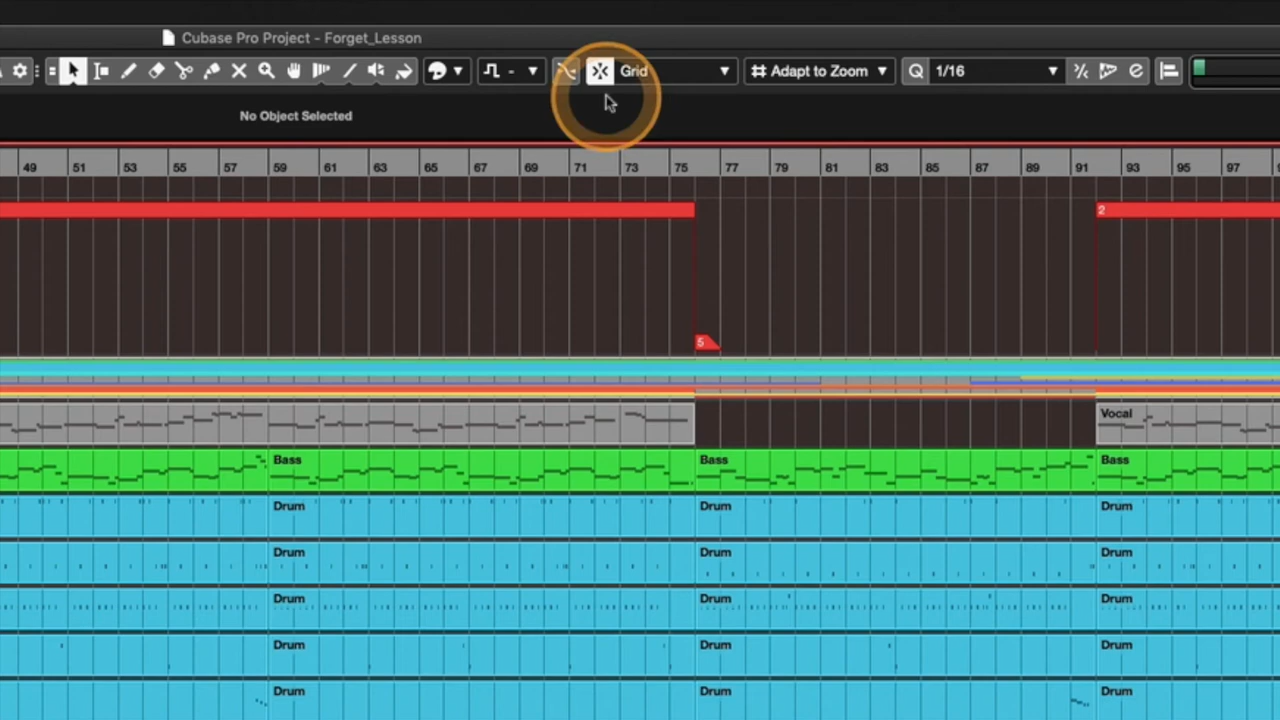 Cubase Pro Project - Forget_Lesson
- Grid Adapt to Zoom Q 1/16
No Object Selected
49 51 53 55 57 59 61 63 65 67 69 71 73 75 77 79 81 83 85 87 89 91 93 95 97
2
5
Vocal
Bass Bass Bass
Drum Drum Drum
Drum Drum Drum
Drum Drum Drum
Drum Drum Drum
Drum Drum Drum